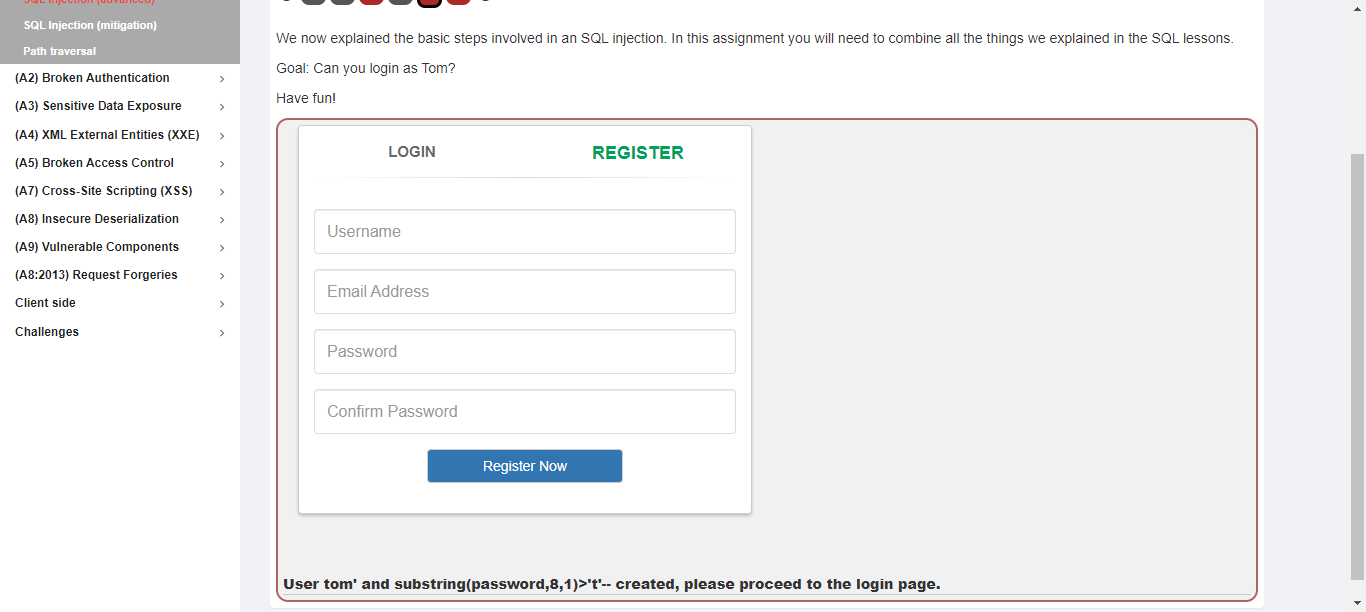 SQL Injection (advanced)
SQL Injection (mitigation)
Path traversal
(A2) Broken Authentication
(A3) Sensitive Data Exposure
(A4) XML External Entities (XXE)
(A5) Broken Access Control
(A7) Cross-Site Scripting (XSS)
(A8) Insecure Deserialization
(A9) Vulnerable Components
(A8:2013) Request Forgeries
Client side
Challenges
We now explained the basic steps involved in an SQL injection. In this assignment you will need to combine all the things we explained in the SQL lessons.
Goal: Can you login as Tom?
Have fun!
LOGIN REGISTER
Username
Email Address
Password
Confirm Password
Register Now
User tom' and substring(password,8,1)>'t'-- created, please proceed to the login page.